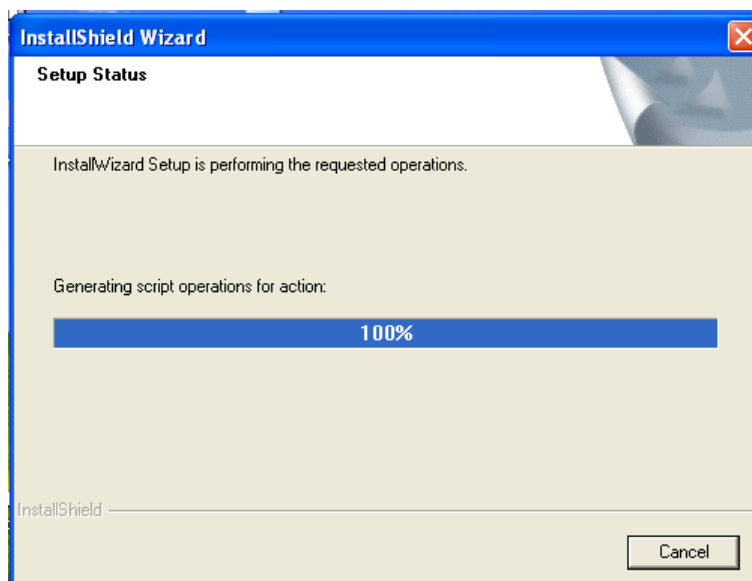 InstallShield Wizard
Setup Status
InstallWizard Setup is performing the requested operations.
Generating script operations for action:
100%
InstallShield
Cancel